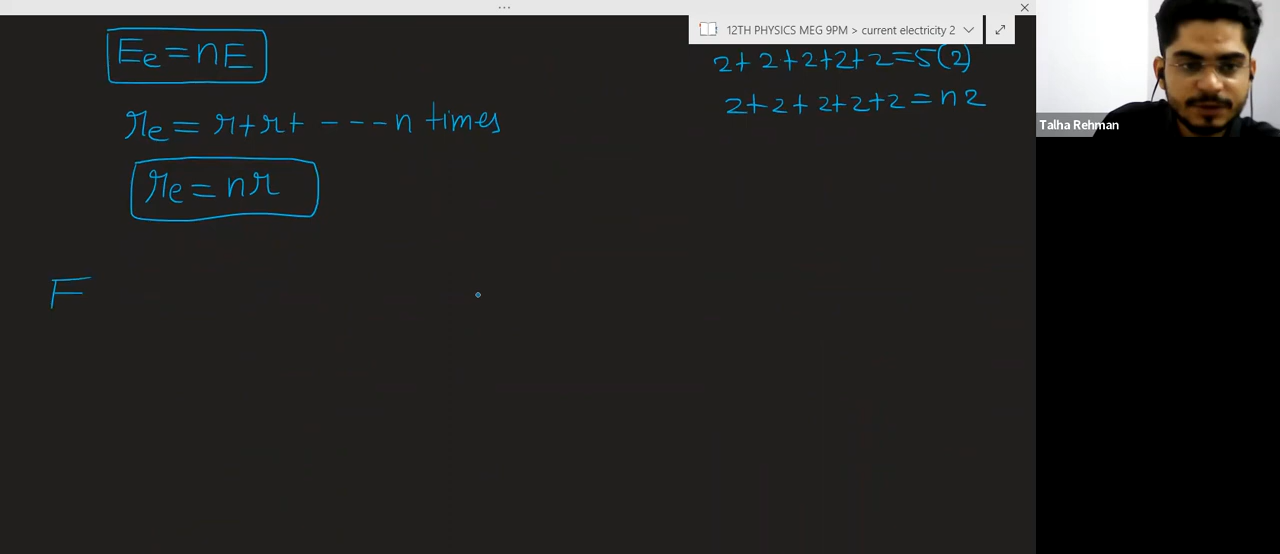 Ee = nE
re = r+r+ ----n times
re = nr
F
12TH PHYSICS MEG 9PM > current electricity 2
2+2+2+2+2=5(2)
2+2+2+2+2=n2
Talha Rehman